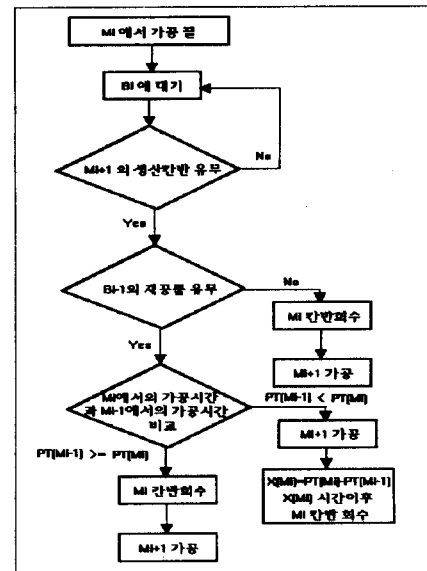 MI 에서 가공 끝
BI 에 대기
No
MI+1 의 생산칸반 유무
Yes
BI-1의 재공품 유무
No
MI 칸반회수
Yes
MI+1 가공
MI에서의 가공시간
과 MI-1에서의 가공시간
비교
PT(MI-1) < PT(MI)
MI+1 가공
PT(MI-1) >= PT(MI)
MI 칸반회수
X(MI)=PT(MI)-PT(MI-1)
X(MI) 시간이후
MI 칸반 회수
MI+1 가공